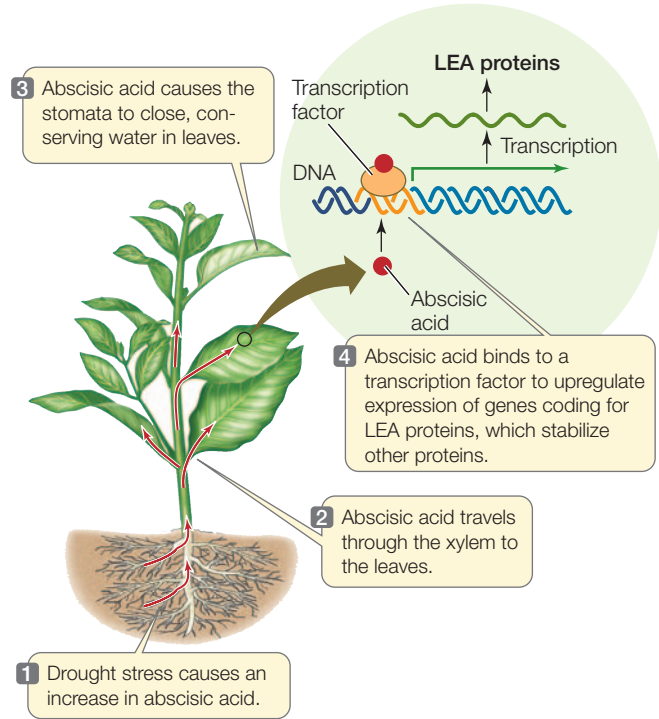 LEA proteins
3 Abscisic acid causes the
stomata to close, con-
serving water in leaves.
Transcription
factor
Transcription
DNA
Abscisic
acid
4 Abscisic acid binds to a
transcription factor to upregulate
expression of genes coding for
LEA proteins, which stabilize
other proteins.
2 Abscisic acid travels
through the xylem to
the leaves.
1 Drought stress causes an
increase in abscisic acid.